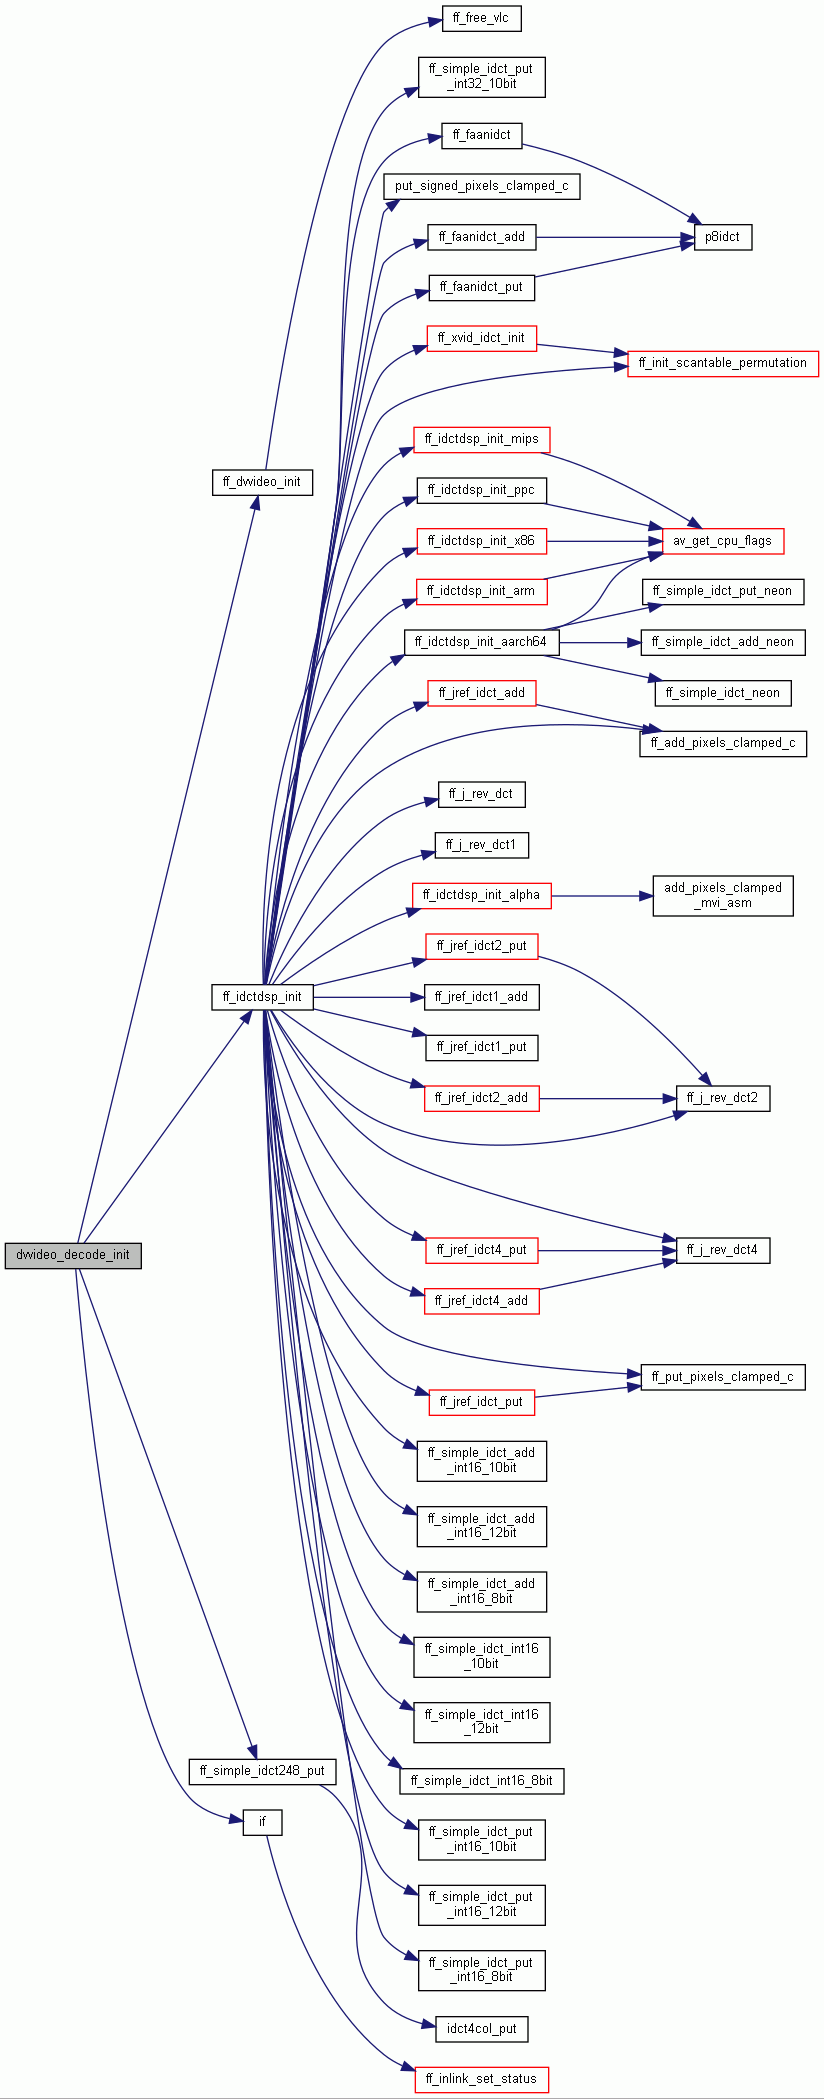 ff_free_vlc
ff_simple_idct_put
_int32_10bit
ff_faanidct
put_signed_pixels_clamped_c
ff_faanidct_add
p8idct
ff_faanidct_put
ff_xvid_idct_init
ff_init_scantable_permutation
ff_idctdsp_init_mips
ff_dvvideo_init
ff_idctdsp_init_ppc
ff_idctdsp_init_x86
av_get_cpu_flags
ff_idctdsp_init_arm
ff_simple_idct_put_neon
ff_idctdsp_init_aarch64
ff_simple_idct_add_neon
ff_jref_idct_add
ff_simple_idct_neon
ff_add_pixels_clamped_c
ff_j_rev_dct
ff_j_rev_dct1
ff_idctdsp_init_alpha
add_pixels_clamped
_mvi_asm
ff_jref_idct2_put
ff_idctdsp_init
ff_jref_idct1_add
ff_jref_idct1_put
ff_jref_idct2_add
ff_j_rev_dct2
dvvideo_decode_init
ff_jref_idct4_put
ff_j_rev_dct4
ff_jref_idct4_add
ff_put_pixels_clamped_c
ff_jref_idct_put
ff_simple_idct_add
_int16_10bit
ff_simple_idct_add
_int16_12bit
ff_simple_idct_add
_int16_8bit
ff_simple_idct_int16
_10bit
ff_simple_idct_int16
_12bit
ff_simple_idct248_put
ff_simple_idct_int16_8bit
if
ff_simple_idct_put
_int16_10bit
ff_simple_idct_put
_int16_12bit
ff_simple_idct_put
_int16_8bit
idct4col_put
ff_inlink_set_status